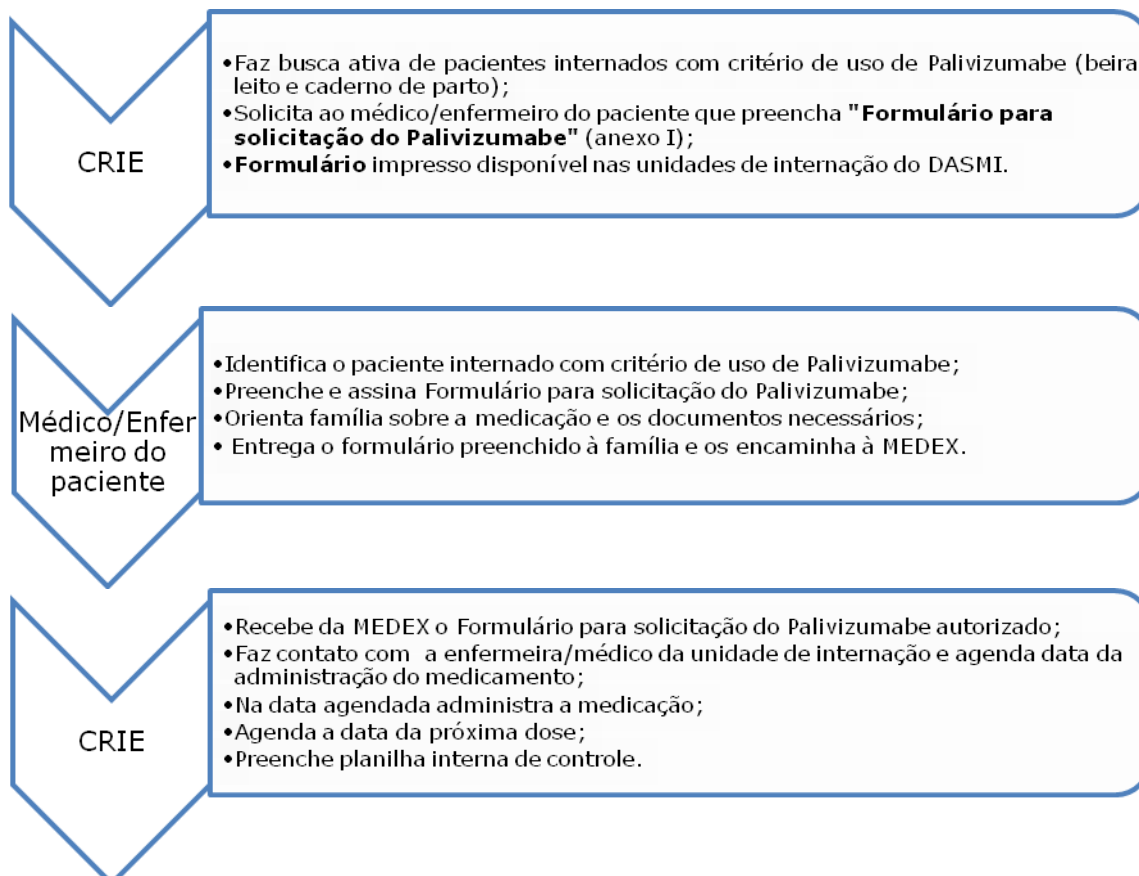 CRIE
•Faz busca ativa de pacientes internados com critério de uso de Palivizumabe (beira
leito e caderno de parto);
•Solicita ao médico/enfermeiro do paciente que preencha "Formulário para
solicitação do Palivizumabe" (anexo I);
•Formulário impresso disponível nas unidades de internação do DASMI.
Médico/Enfer
meiro do
paciente
•Identifica o paciente internado com critério de uso de Palivizumabe;
•Preenche e assina Formulário para solicitação do Palivizumabe;
•Orienta família sobre a medicação e os documentos necessários;
• Entrega o formulário preenchido à família e os encaminha à MEDEX.
CRIE
•Recebe da MEDEX o Formulário para solicitação do Palivizumabe autorizado;
•Faz contato com  a enfermeira/médico da unidade de internação e agenda data da
administração do medicamento;
•Na data agendada administra a medicação;
•Agenda a data da próxima dose;
•Preenche planilha interna de controle.